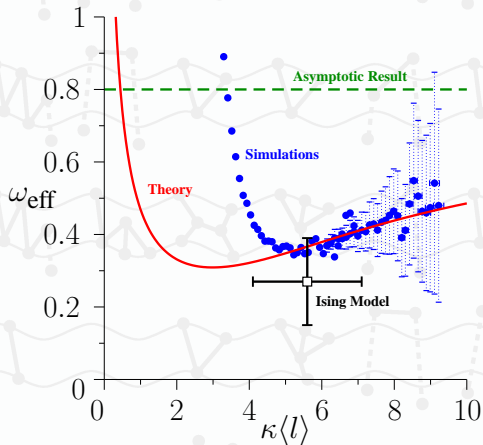 1
0.8
0.6
0.4
0.2
0
ω_eff
Asymptotic Result
Simulations
Theory
Ising Model
0 2 4 6 8 10
κ⟨l⟩